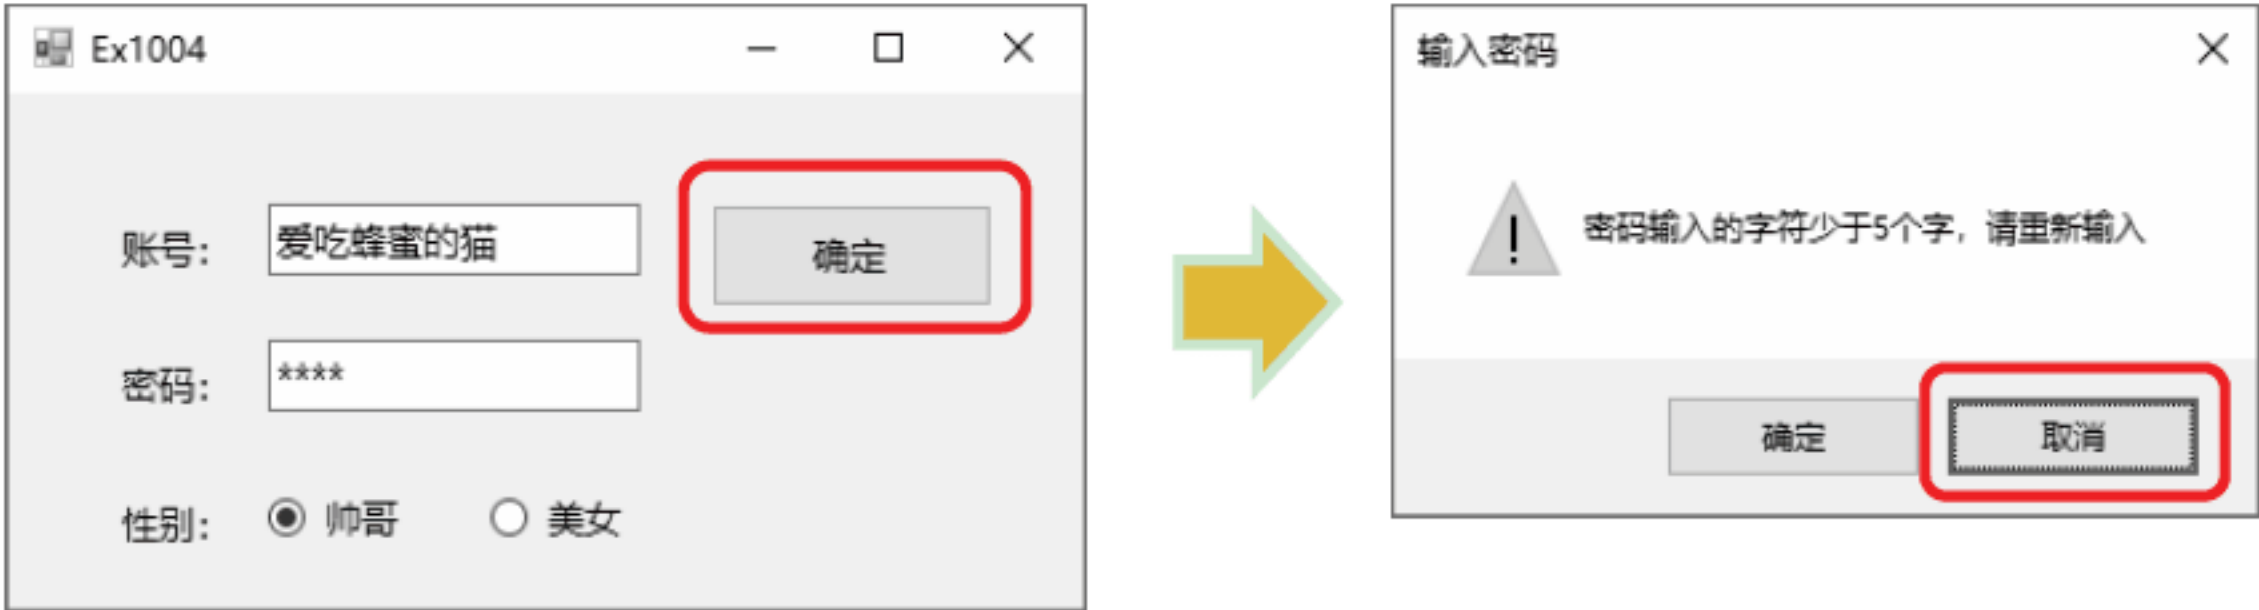 Ex1004
账号：
爱吃蜂蜜的猫
确定
密码：
****
性别：
帅哥
美女
输入密码
!
密码输入的字符少于5个字，请重新输入
确定
取消